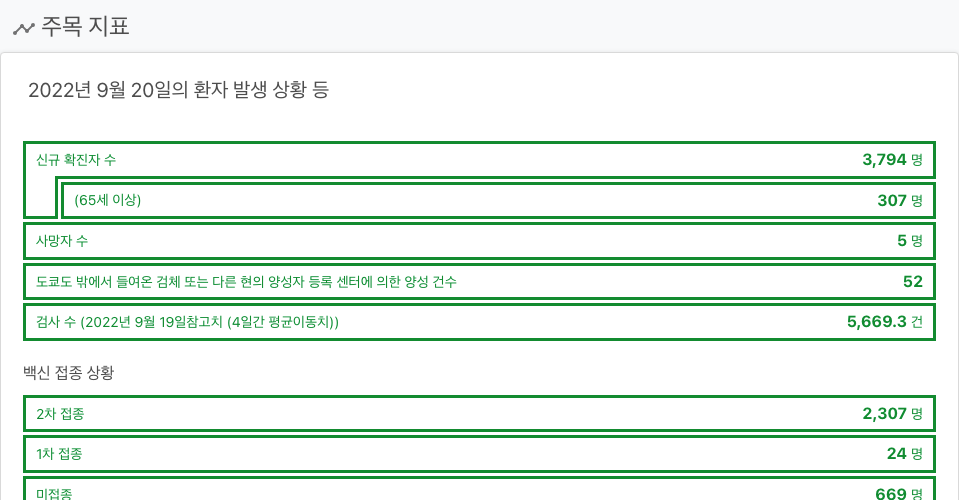 주목 지표
2022년 9월 20일의 환자 발생 상황 등
신규 확진자 수 3,794 명
(65세 이상) 307 명
사망자 수 5 명
도쿄도 밖에서 들여온 검체 또는 다른 현의 양성자 등록 센터에 의한 양성 건수 52
검사 수 (2022년 9월 19일참고치 (4일간 평균이동치)) 5,669.3 건
백신 접종 상황
2차 접종 2,307 명
1차 접종 24 명
미접종 669 명